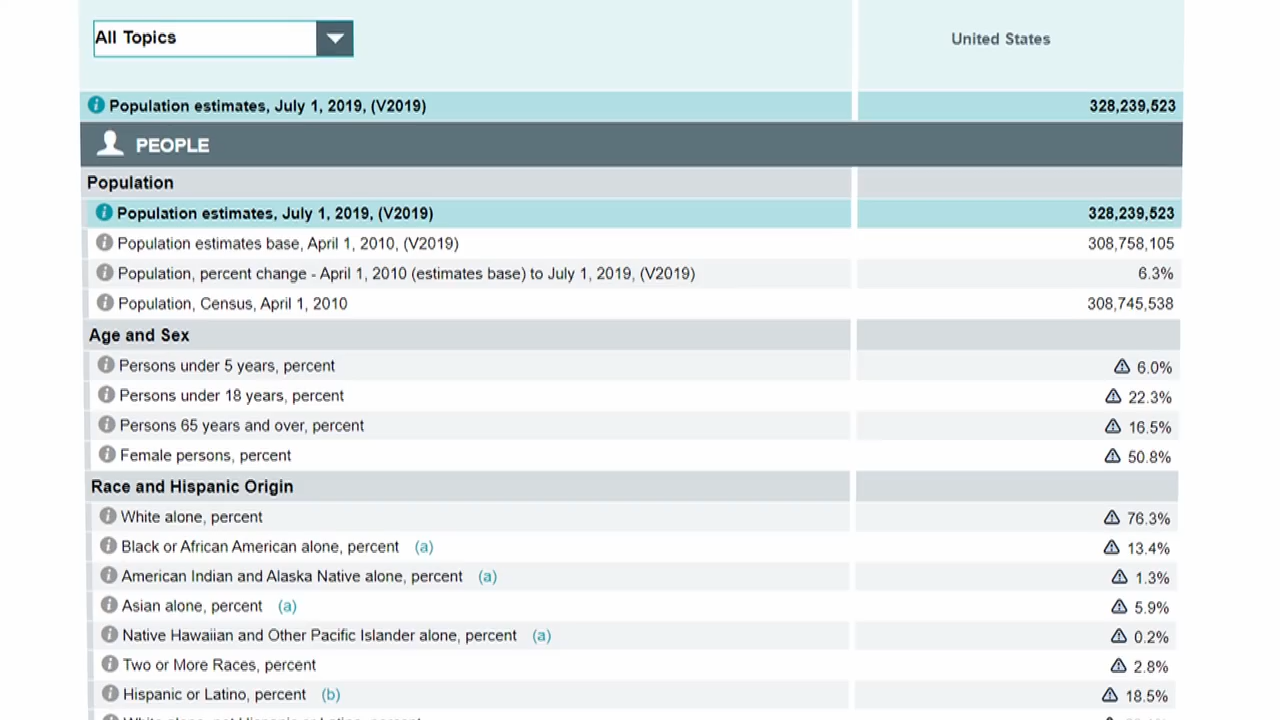 All Topics United States
Population estimates, July 1, 2019, (V2019) 328,239,523
PEOPLE
Population
Population estimates, July 1, 2019, (V2019) 328,239,523
Population estimates base, April 1, 2010, (V2019) 308,758,105
Population, percent change - April 1, 2010 (estimates base) to July 1, 2019, (V2019) 6.3%
Population, Census, April 1, 2010 308,745,538
Age and Sex
Persons under 5 years, percent 6.0%
Persons under 18 years, percent 22.3%
Persons 65 years and over, percent 16.5%
Female persons, percent 50.8%
Race and Hispanic Origin
White alone, percent 76.3%
Black or African American alone, percent (a) 13.4%
American Indian and Alaska Native alone, percent (a) 1.3%
Asian alone, percent (a) 5.9%
Native Hawaiian and Other Pacific Islander alone, percent (a) 0.2%
Two or More Races, percent 2.8%
Hispanic or Latino, percent (b) 18.5%